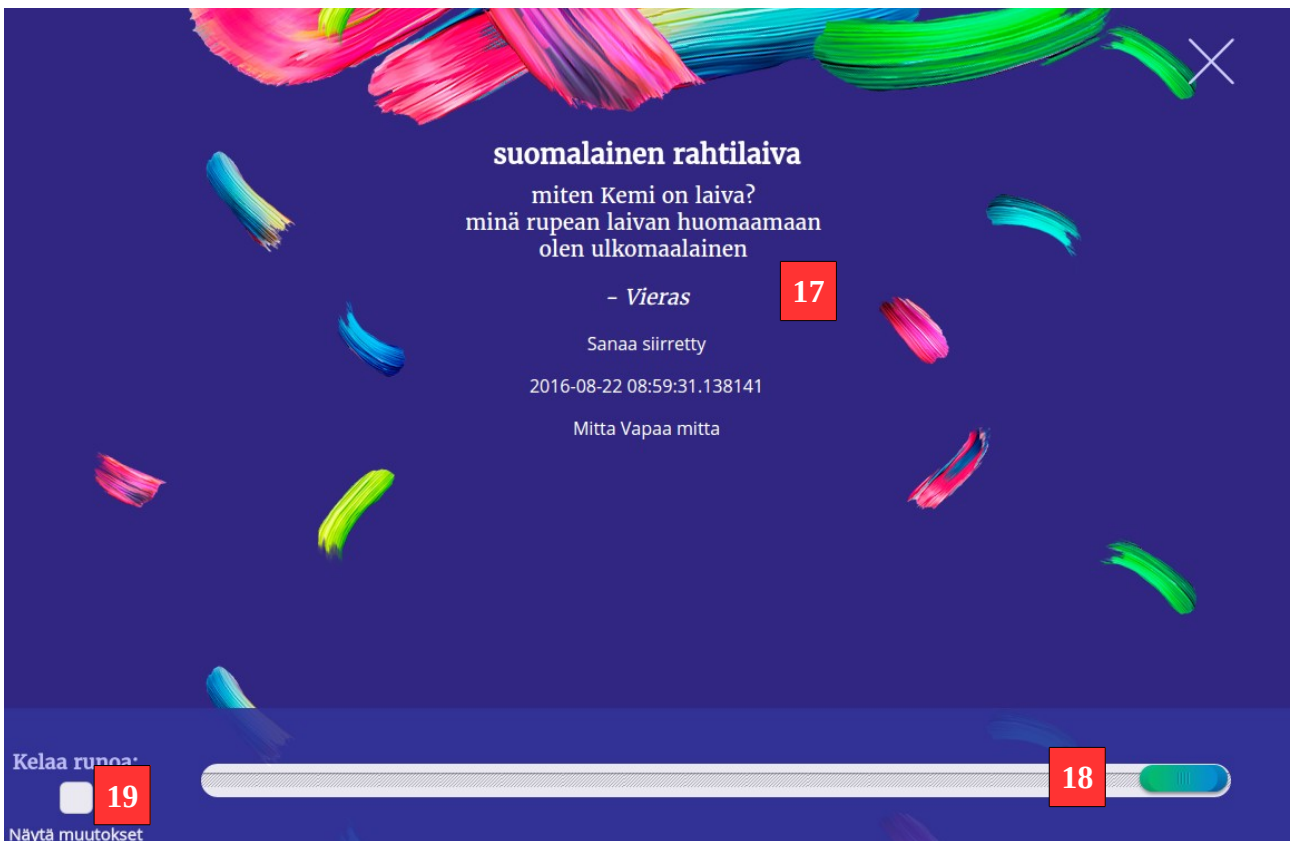 suomalainen rahtilaiva
miten Kemi on laiva?
minä rupean laivan huomaamaan
olen ulkomaalainen
- Vieras
17
Sanaa siirretty
2016-08-22 08:59:31.138141
Mitta Vapaa mitta
Kelaa runoa:
18
19
Näytä muutokset